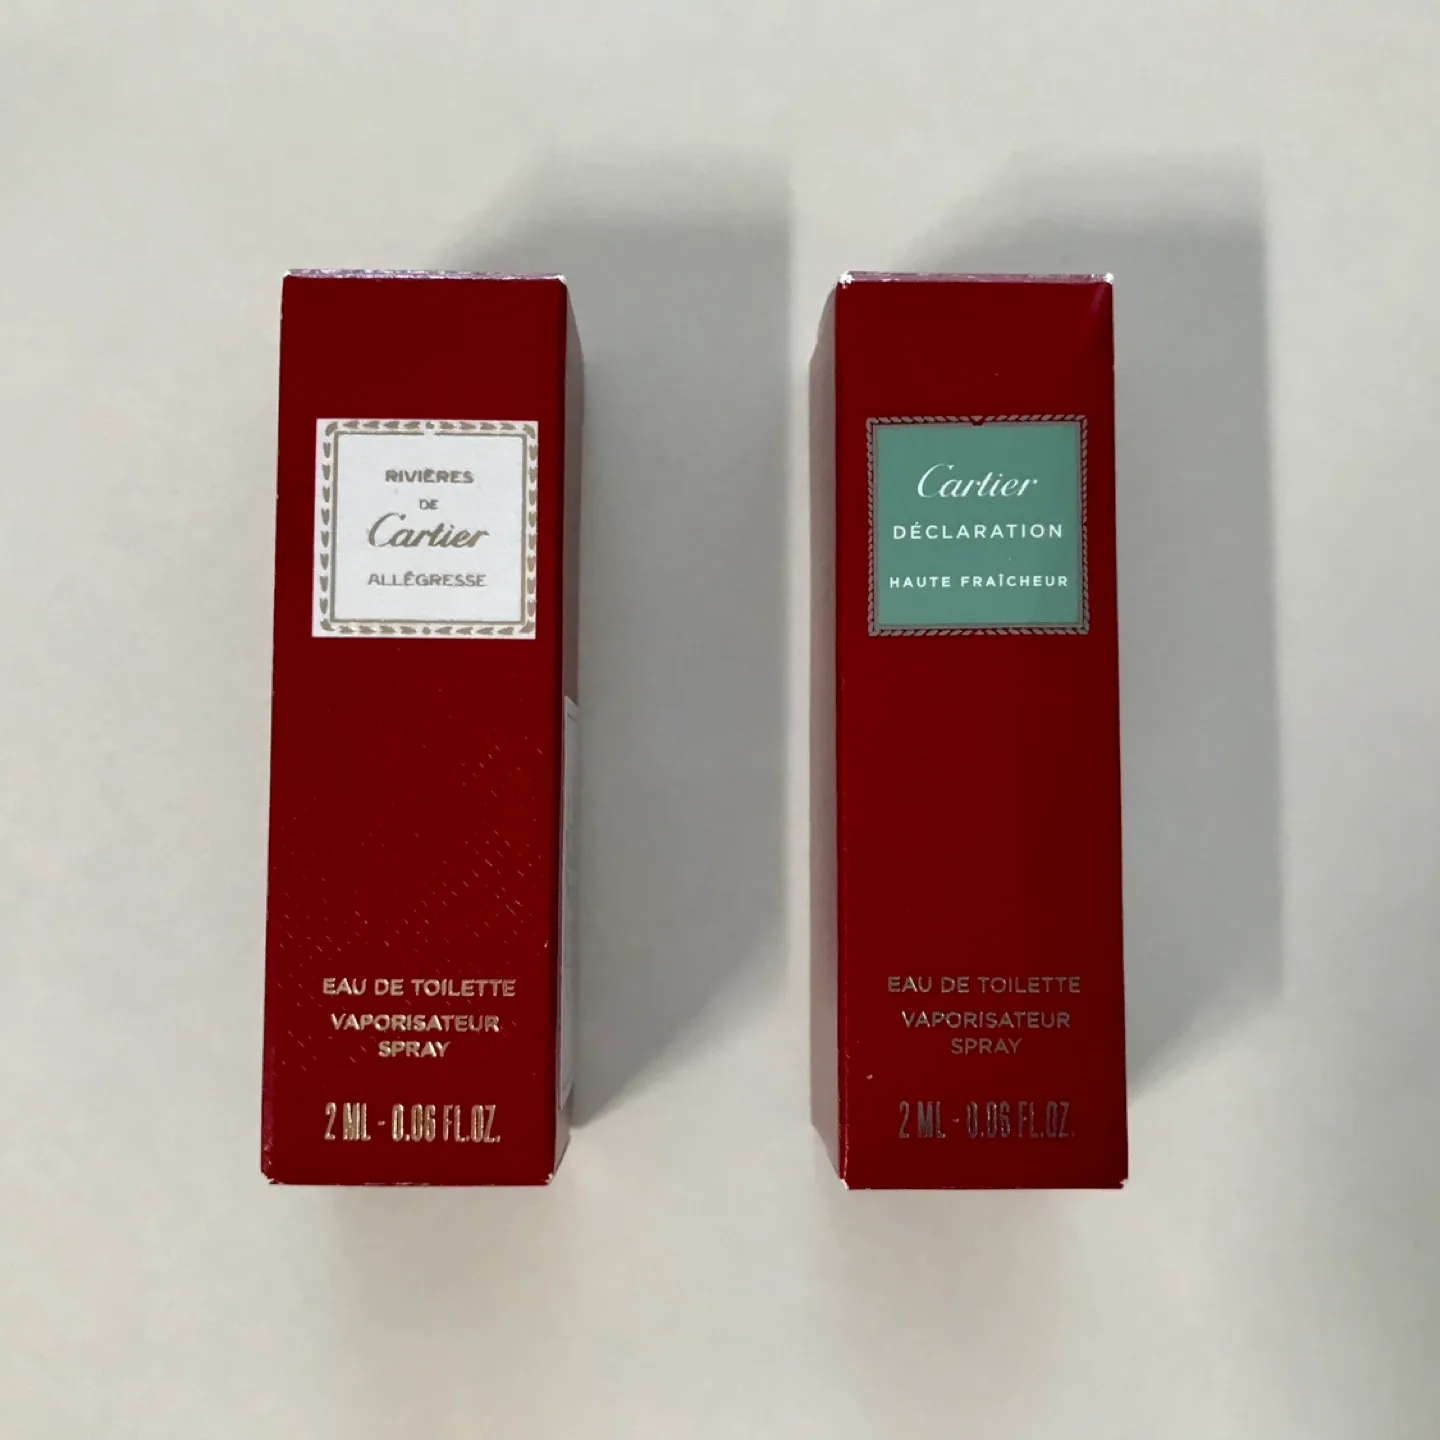 RIVIÈRES
DE
Cartier
ALLÉGRESSE
EAU DE TOILETTE
VAPORISATEUR
SPRAY
2 ML - 0.06 FL.OZ.
Cartier
DÉCLARATION
HAUTE FRAÎCHEUR
EAU DE TOILETTE
VAPORISATEUR
SPRAY
2 ML - 0.06 FL.OZ.